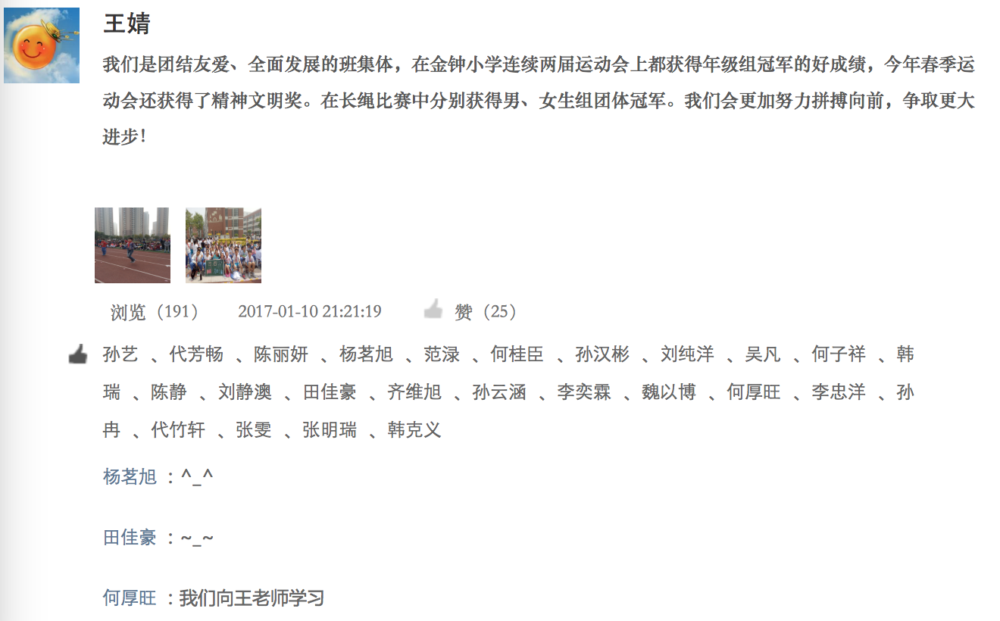 王婧
我们是团结友爱、全面发展的班集体，在金钟小学连续两届运动会上都获得年级组冠军的好成绩，今年春季运
动会还获得了精神文明奖。在长绳比赛中分别获得男、女生组团体冠军。我们会更加努力拼搏向前，争取更大
进步！
浏览（191） 2017-01-10 21:21:19 赞（25）
孙艺 、代芳畅 、陈丽妍 、杨茗旭 、范渌 、何桂臣 、孙汉彬 、刘纯洋 、吴凡 、何子祥 、韩
瑞 、陈静 、刘静澳 、田佳豪 、齐维旭 、孙云涵 、李奕霖 、魏以博 、何厚旺 、李忠洋 、孙
冉 、代竹轩 、张雯 、张明瑞 、韩克义
杨茗旭 ：^_^
田佳豪 ：~_~
何厚旺 ：我们向王老师学习